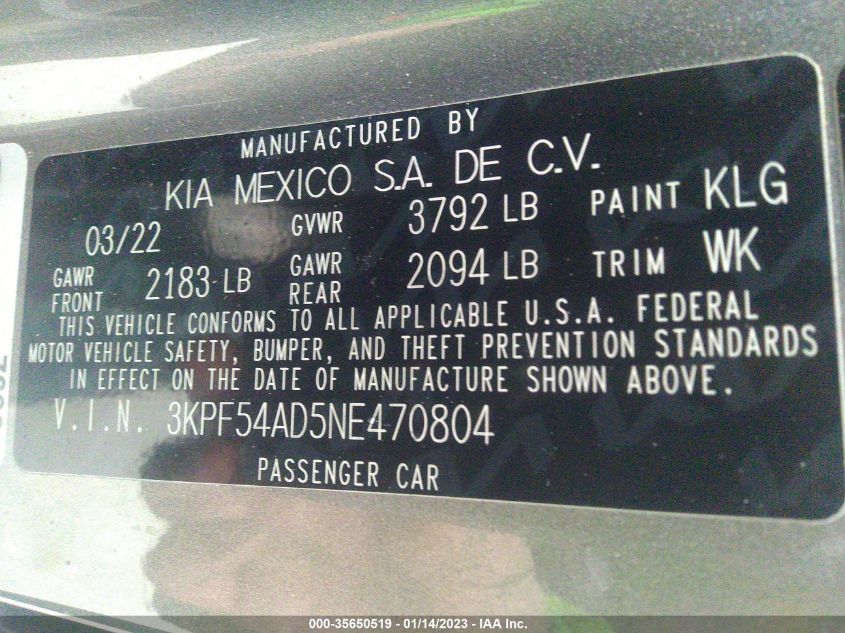 MANUFACTURED BY
KIA MEXICO S.A. DE C.V.
03/22 GVWR 3792 LB PAINT KLG
GAWR FRONT 2183 LB GAWR REAR 2094 LB TRIM WK
THIS VEHICLE CONFORMS TO ALL APPLICABLE U.S.A. FEDERAL
MOTOR VEHICLE SAFETY, BUMPER, AND THEFT PREVENTION STANDARDS
IN EFFECT ON THE DATE OF MANUFACTURE SHOWN ABOVE.
V.I.N. 3KPF54AD5NE470804
PASSENGER CAR
000-35650519 - 01/14/2023 - IAA Inc.